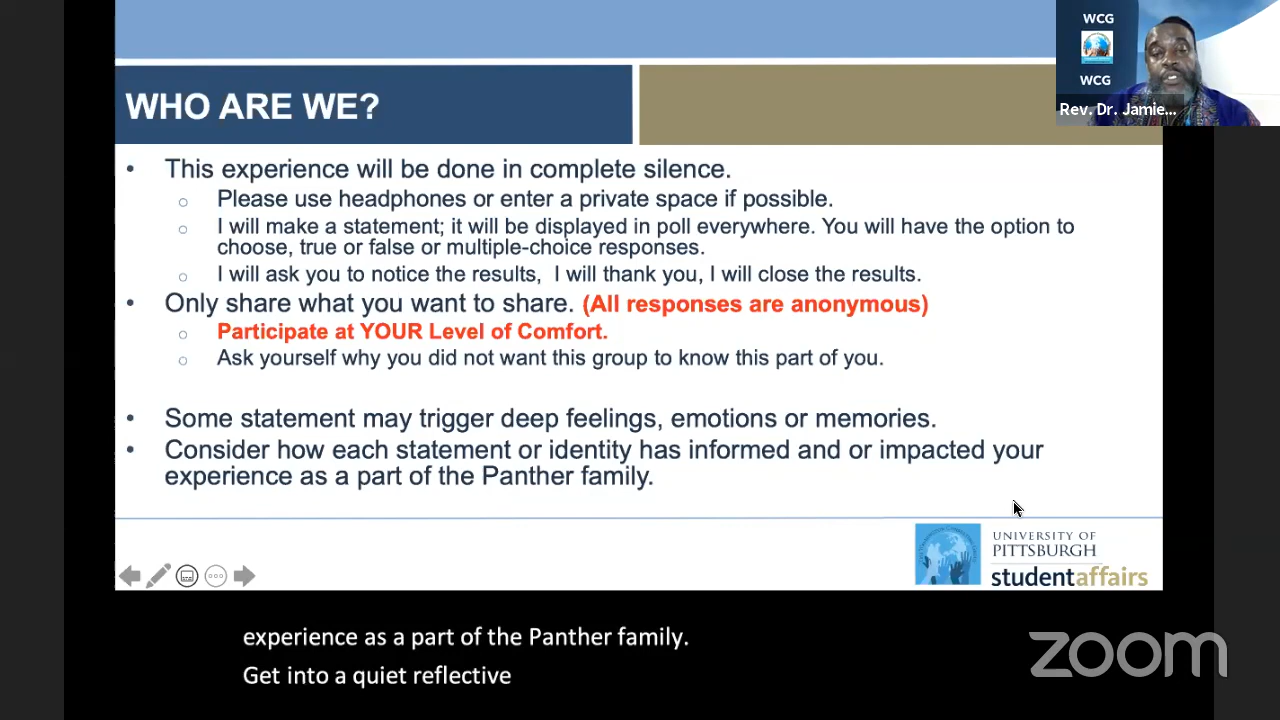 WCG
WCG
Rev. Dr. Jamie...
WHO ARE WE?
• This experience will be done in complete silence.
○ Please use headphones or enter a private space if possible.
○ I will make a statement; it will be displayed in poll everywhere. You will have the option to
choose, true or false or multiple-choice responses.
○ I will ask you to notice the results, I will thank you, I will close the results.
• Only share what you want to share. (All responses are anonymous)
○ Participate at YOUR Level of Comfort.
○ Ask yourself why you did not want this group to know this part of you.
• Some statement may trigger deep feelings, emotions or memories.
• Consider how each statement or identity has informed and or impacted your
experience as a part of the Panther family.
UNIVERSITY OF
PITTSBURGH
studentaffairs
experience as a part of the Panther family.
Get into a quiet reflective
zoom